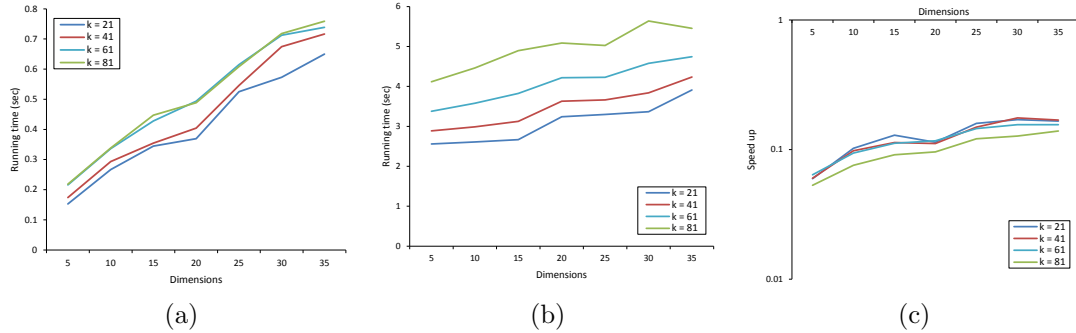 0.8
0.7
0.6
0.5
0.4
0.3
0.2
0.1
0
Running time (sec)
k = 21
k = 41
k = 61
k = 81
5 10 15 20 25 30 35
Dimensions
(a)
6
5
4
3
2
1
0
Running time (sec)
k = 21
k = 41
k = 61
k = 81
5 10 15 20 25 30 35
Dimensions
(b)
Dimensions
5 10 15 20 25 30 35
1
0.1
0.01
Speed up
k = 21
k = 41
k = 61
k = 81
(c)